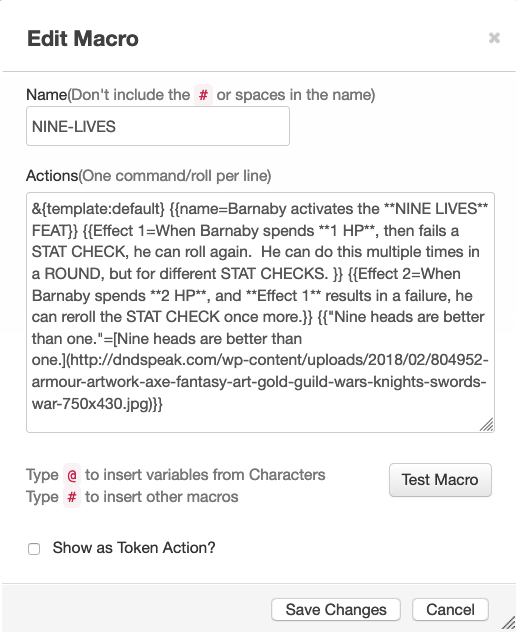 Edit Macro
×
Name(Don't include the # or spaces in the name)
NINE-LIVES
Actions(One command/roll per line)
&{template:default} {{name=Barnaby activates the **NINE LIVES**
FEAT}} {{Effect 1=When Barnaby spends **1 HP**, then fails a
STAT CHECK, he can roll again.  He can do this multiple times in
a ROUND, but for different STAT CHECKS. }} {{Effect 2=When
Barnaby spends **2 HP**, and **Effect 1** results in a failure, he
can reroll the STAT CHECK once more.}} {{"Nine heads are better
than one."=[Nine heads are better than
one.](http://dndspeak.com/wp-content/uploads/2018/02/804952-
armour-artwork-axe-fantasy-art-gold-guild-wars-knights-swords-
war-750x430.jpg)}}
Type @ to insert variables from Characters
Type # to insert other macros
Test Macro
Show as Token Action?
Save Changes
Cancel